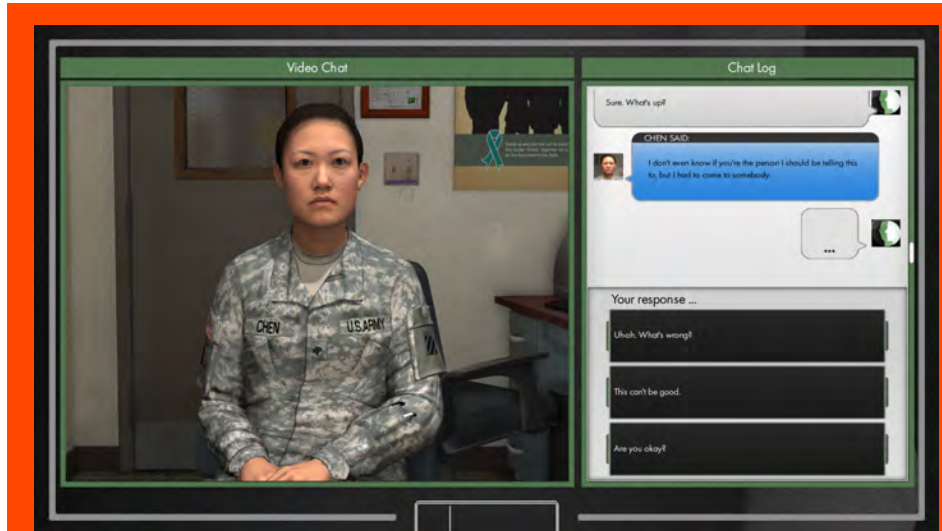 Video Chat
Chat Log
Sure. What's up?
CHEN SAID:
I don't even know if you're the person I should be telling this
to, but I had to come to somebody.
...
CHEN
U.S.ARMY
Your response ...
Uh-oh. What's wrong?
This can't be good.
Are you okay?